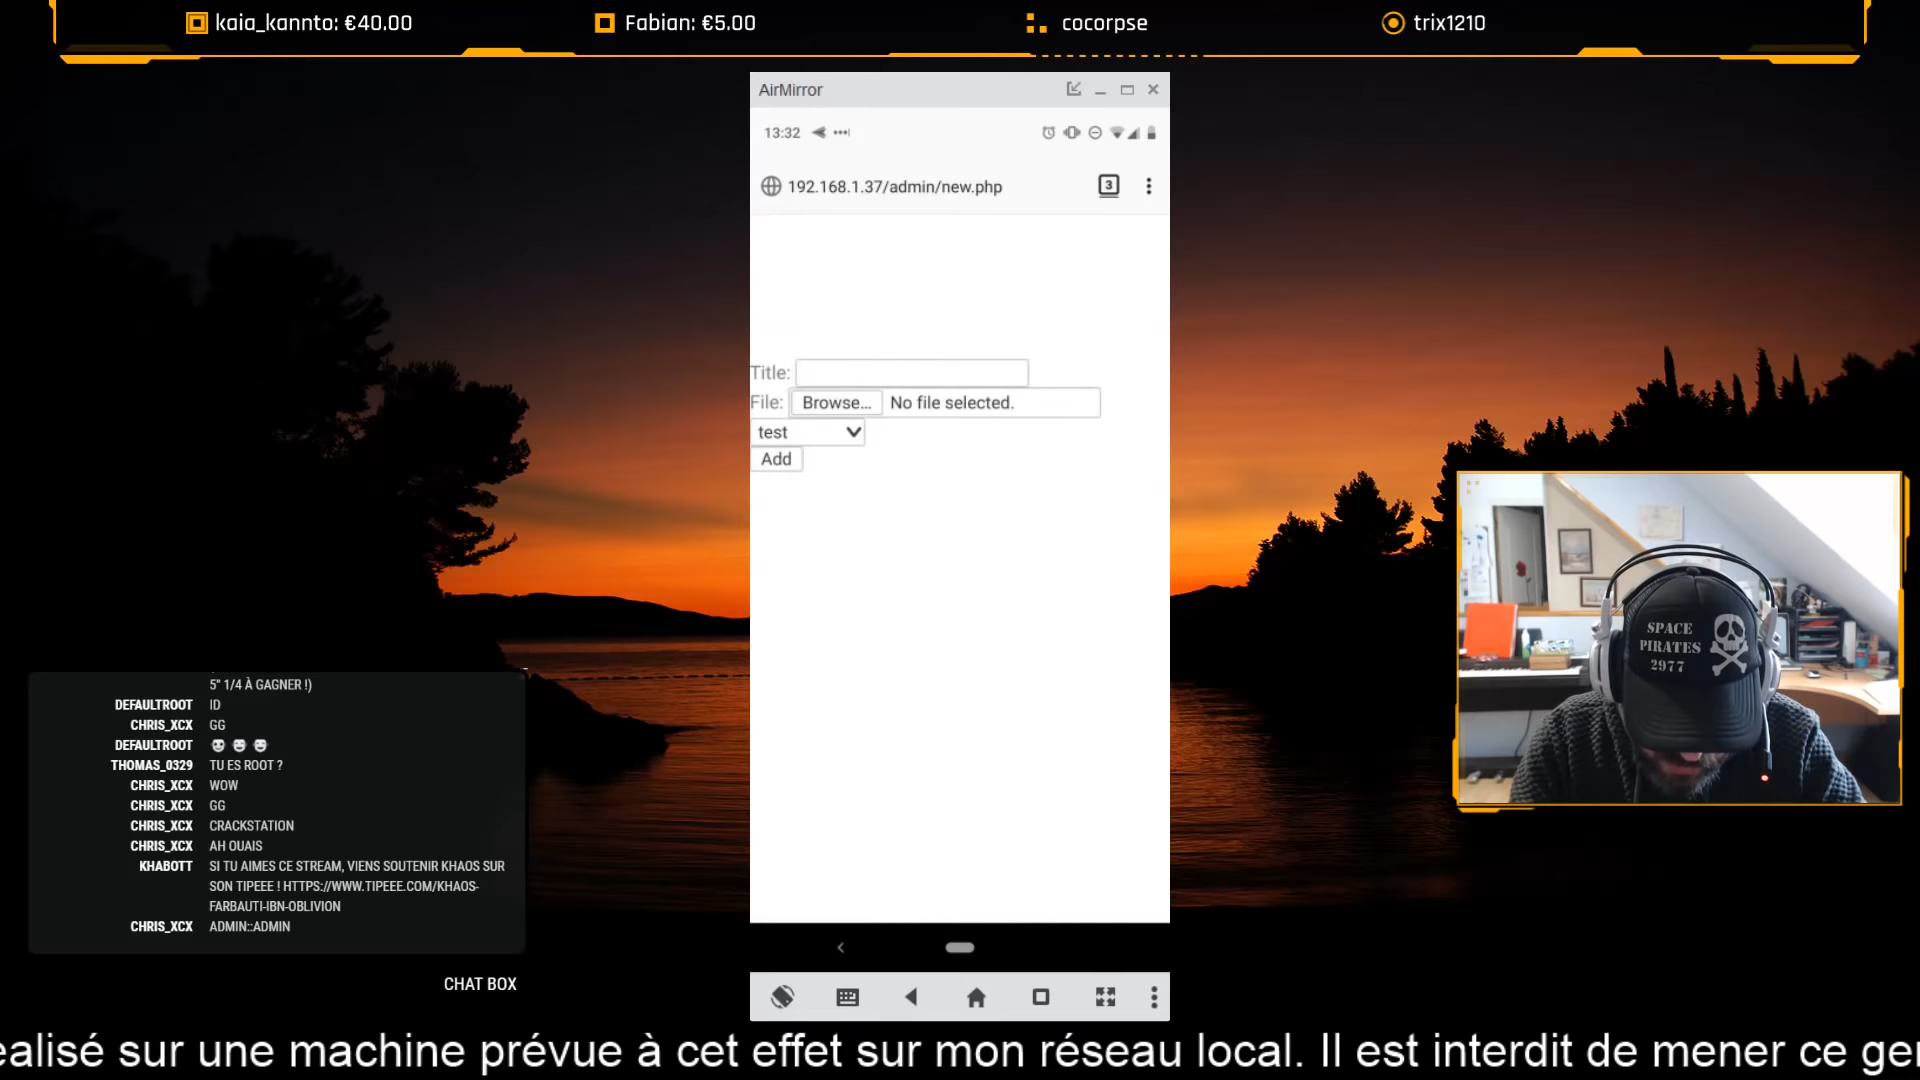 kaia_kannto: €40.00
Fabian: €5.00
cocorpse
trix1210
AirMirror
13:32
192.168.1.37/admin/new.php
3
Title:
File: Browse... No file selected.
test
Add
5" 1/4 À GAGNER !)
DEFAULTROOT ID
CHRIS_XCX GG
DEFAULTROOT
THOMAS_0329 TU ES ROOT ?
CHRIS_XCX WOW
CHRIS_XCX GG
CHRIS_XCX CRACKSTATION
CHRIS_XCX AH OUAIS
KHABOTT SI TU AIMES CE STREAM, VIENS SOUTENIR KHAOS SUR
SON TIPEEE ! HTTPS://WWW.TIPEEE.COM/KHAOS-
FARBAUTI-IBN-OBLIVION
CHRIS_XCX ADMIN::ADMIN
CHAT BOX
SPACE
PIRATES
2977
ealisé sur une machine prévue à cet effet sur mon réseau local. Il est interdit de mener ce ger